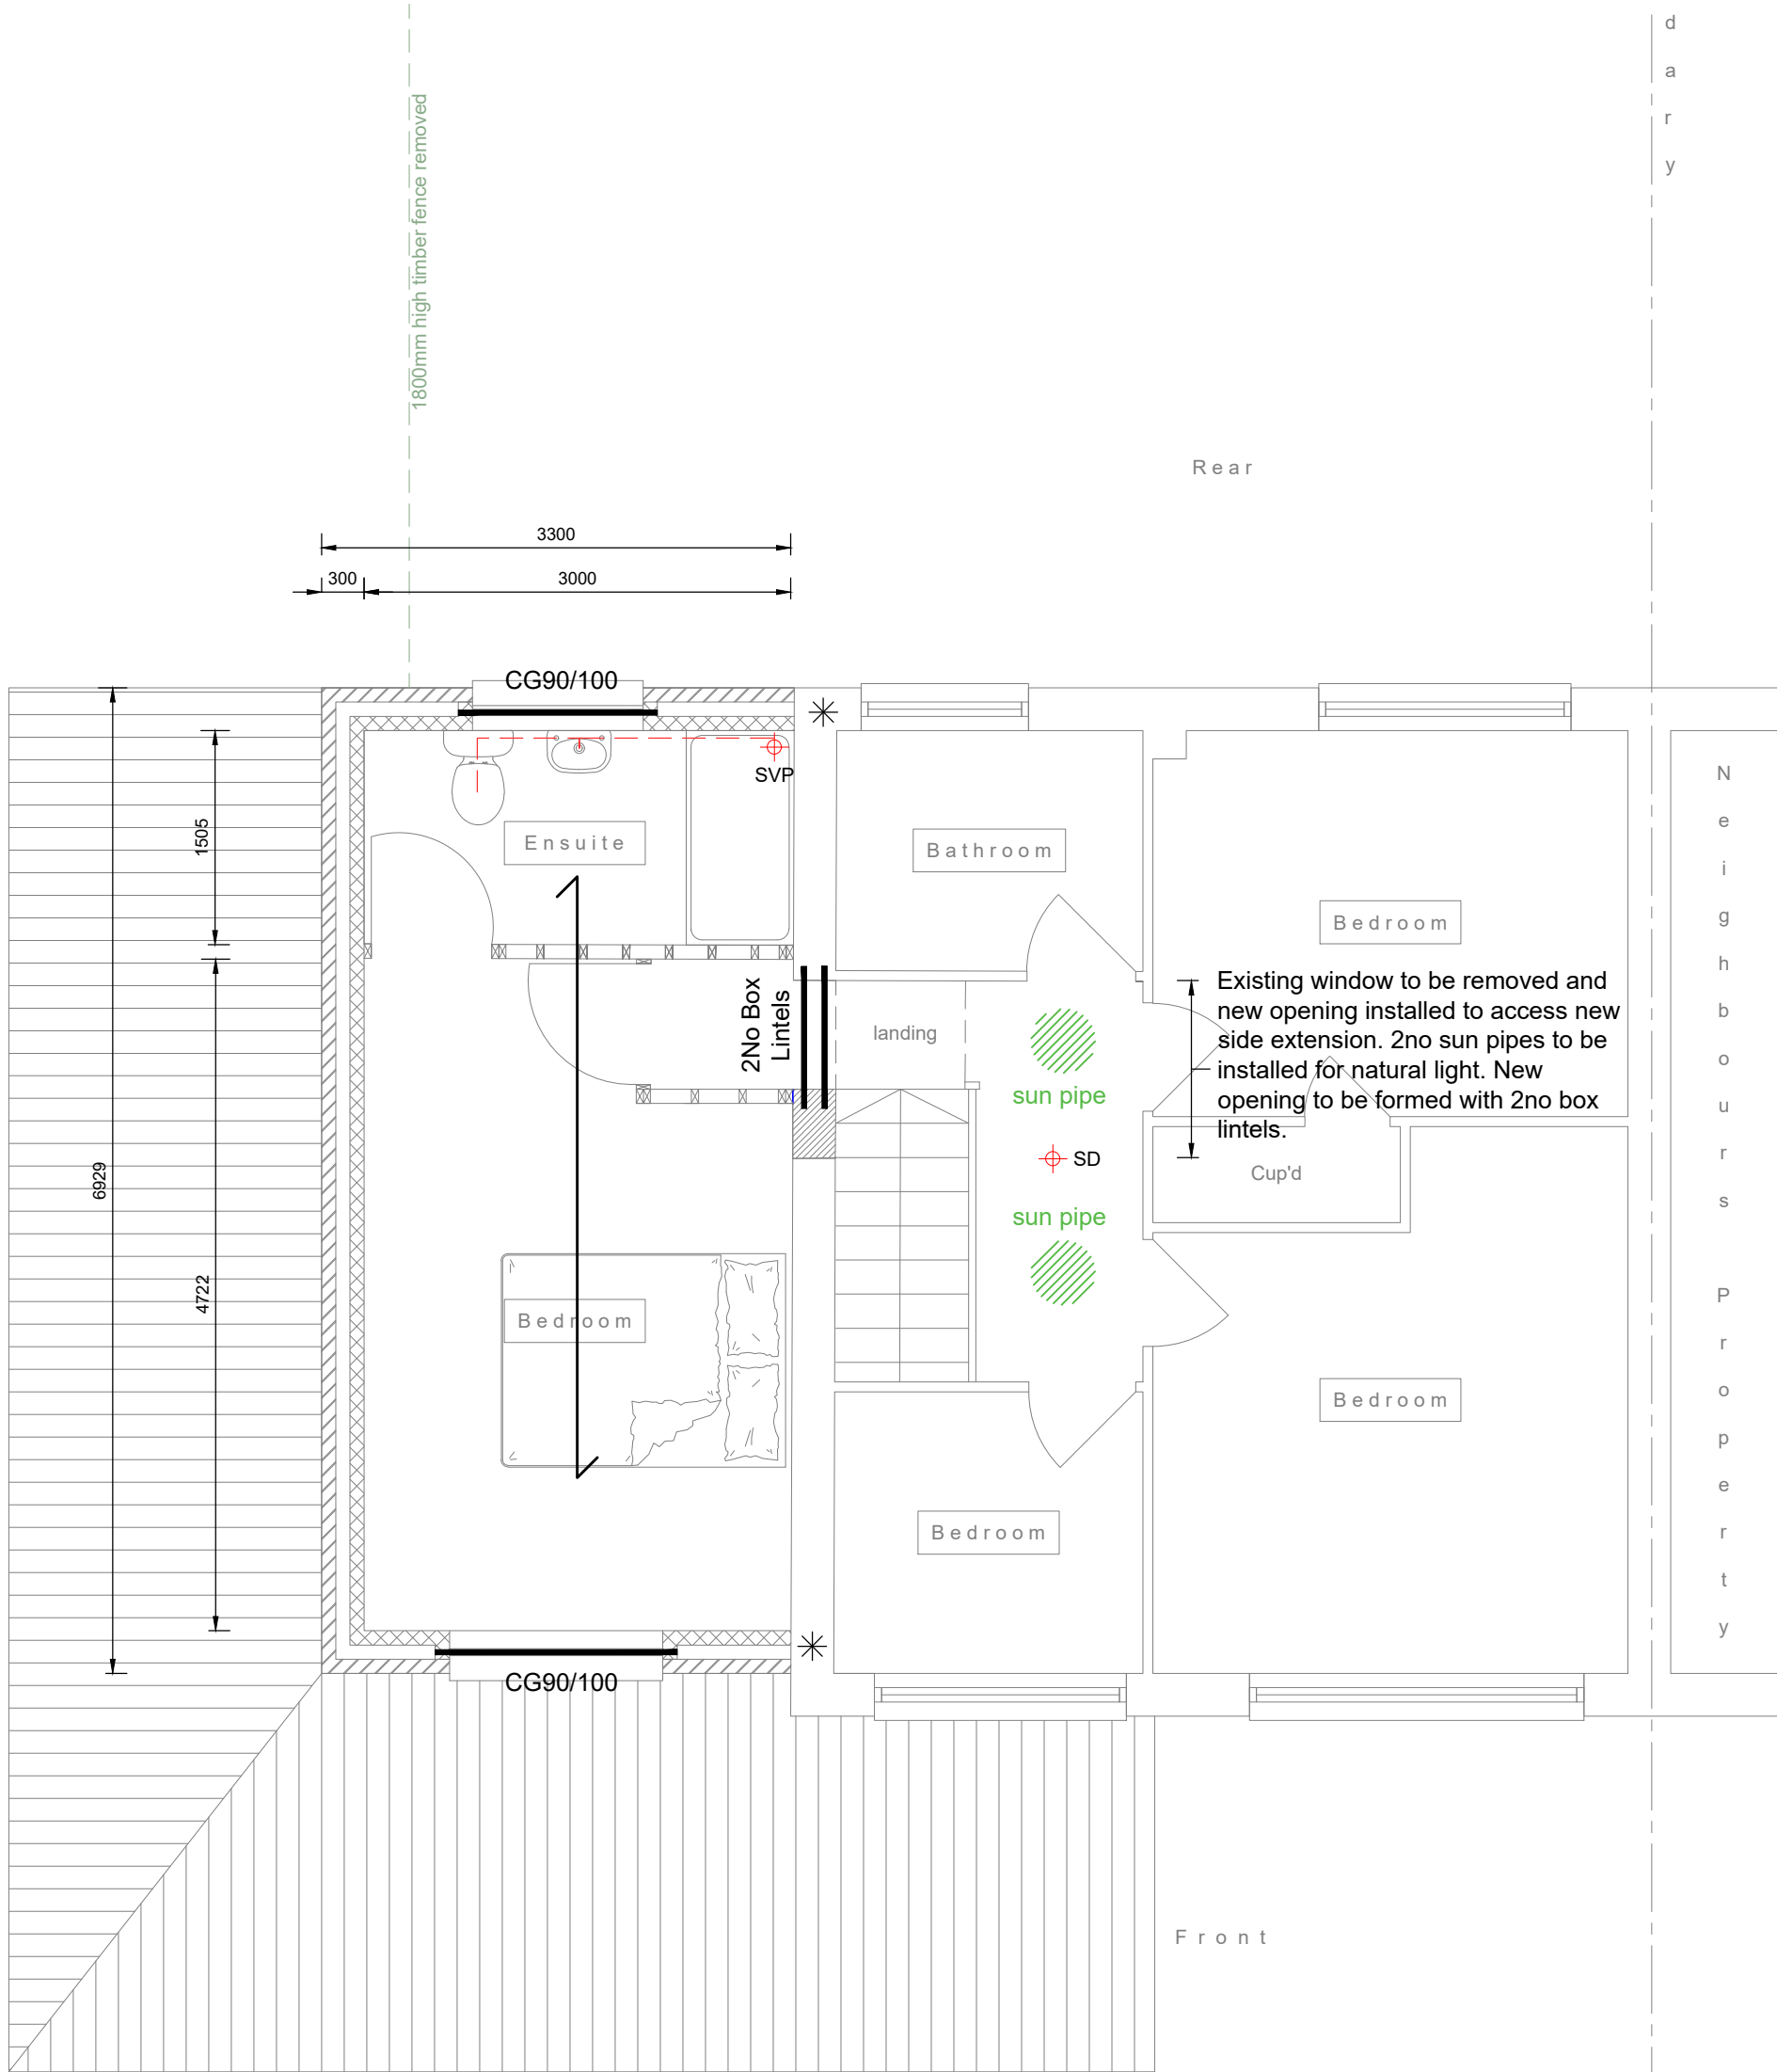 dary
1800mm high timber fence removed
Rear
3300
300
3000
CG90/100
SVP
1505
Ensuite
Bathroom
Bedroom
Neighbours Property
2No Box
Lintels
landing
sun pipe
Existing window to be removed and
new opening installed to access new
side extension. 2no sun pipes to be
installed for natural light. New
opening to be formed with 2no box
lintels.
SD
Cup'd
6929
sun pipe
4722
Bedroom
Bedroom
Bedroom
CG90/100
Front